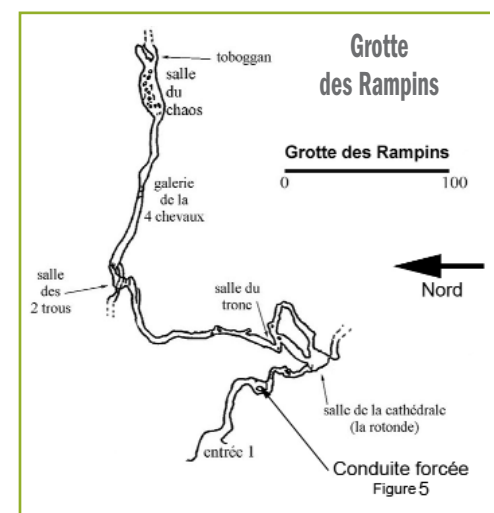 Grotte
des Rampins
toboggan
salle
du
chaos
Grotte des Rampins
0 100
galerie
de la
4 chevaux
Nord
salle
des
2 trous
salle du
tronc
salle de la cathédrale
(la rotonde)
entrée 1
Conduite forcée
Figure 5